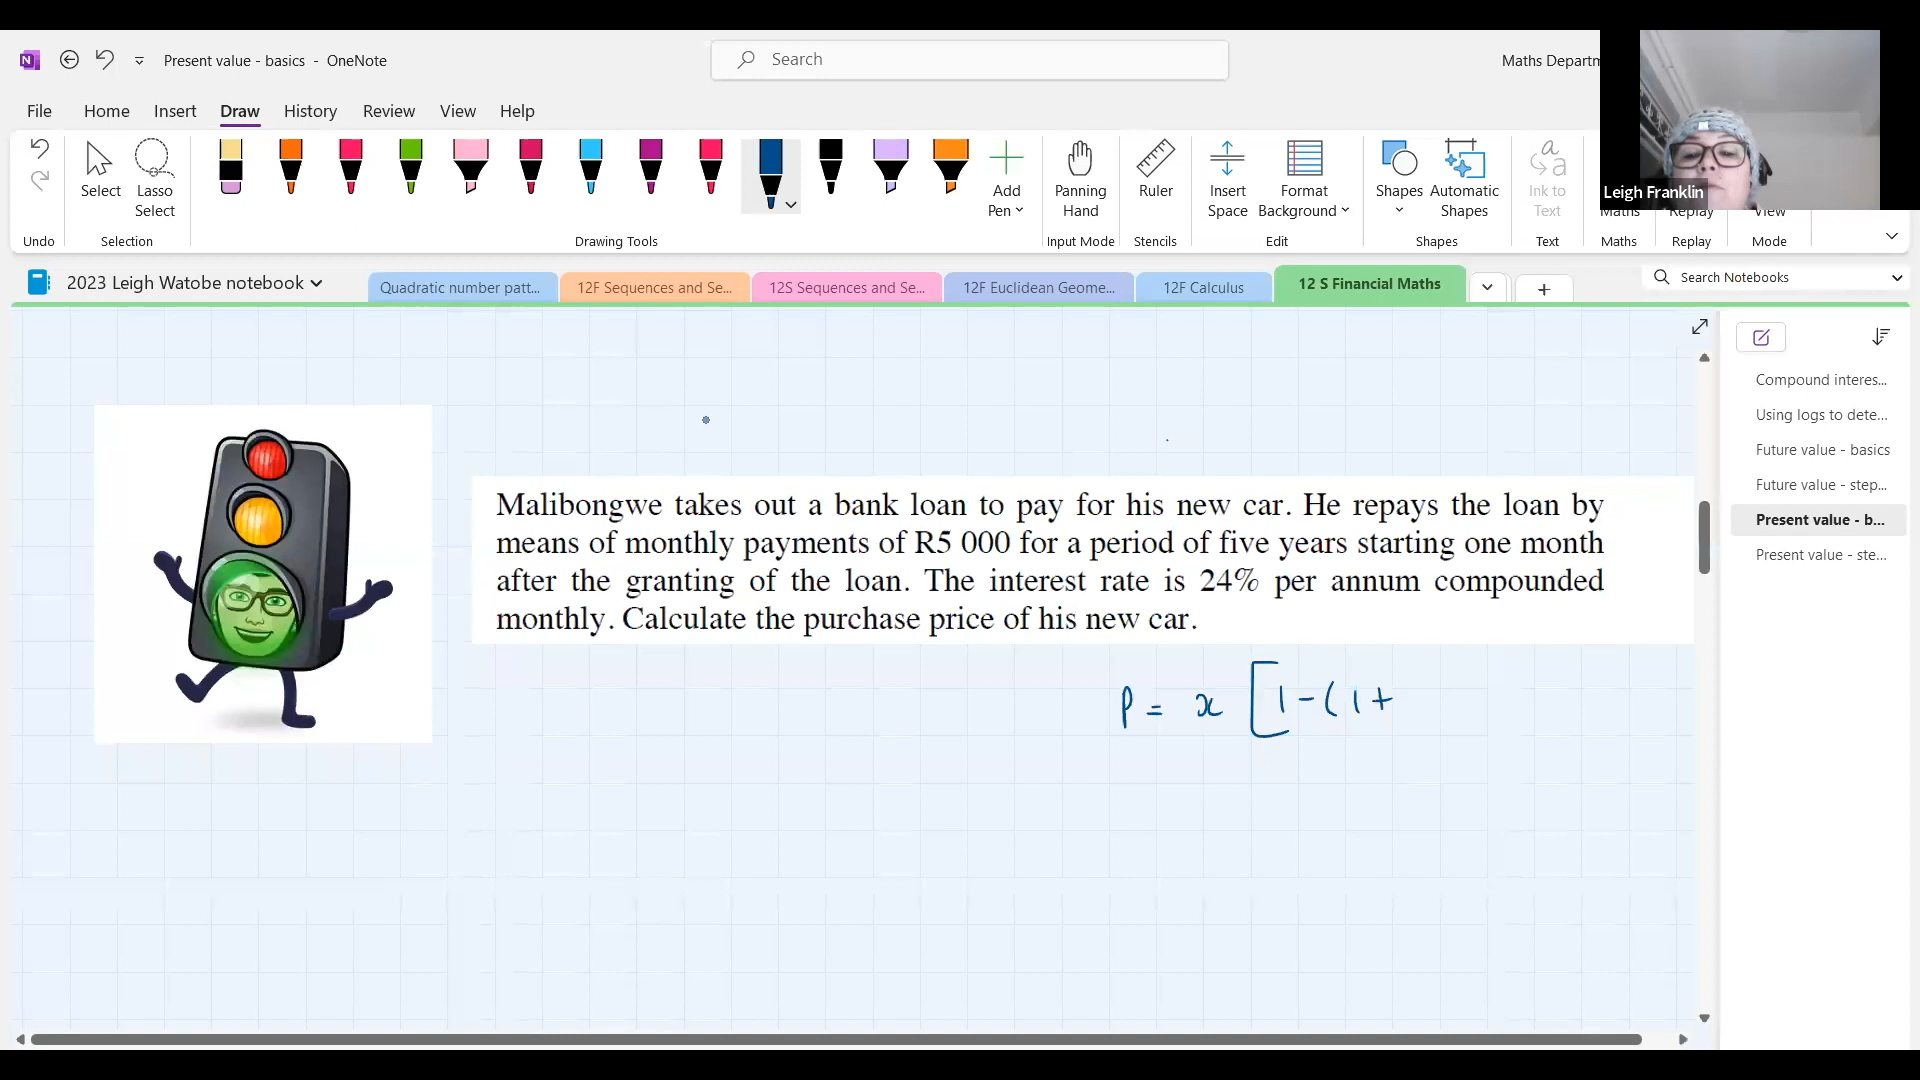 Present value - basics - OneNote
Search
Maths Departm
Leigh Franklin
File Home Insert Draw History Review View Help
Select
Lasso Select
Add Pen
Panning Hand
Ruler
Insert Space
Format Background
Shapes
Automatic Shapes
Ink to Text
Maths
Replay
View
Undo
Selection
Drawing Tools
Input Mode
Stencils
Edit
Shapes
Text
Maths
Replay
Mode
2023 Leigh Watobe notebook
Quadratic number patt...
12F Sequences and Se...
12S Sequences and Se...
12F Euclidean Geome...
12F Calculus
12 S Financial Maths
+
Search Notebooks
Compound interes...
Using logs to dete...
Future value - basics
Future value - step...
Present value - b...
Present value - ste...
Malibongwe takes out a bank loan to pay for his new car. He repays the loan by
means of monthly payments of R5 000 for a period of five years starting one month
after the granting of the loan. The interest rate is 24% per annum compounded
monthly. Calculate the purchase price of his new car.
P = x [1 - (1 +